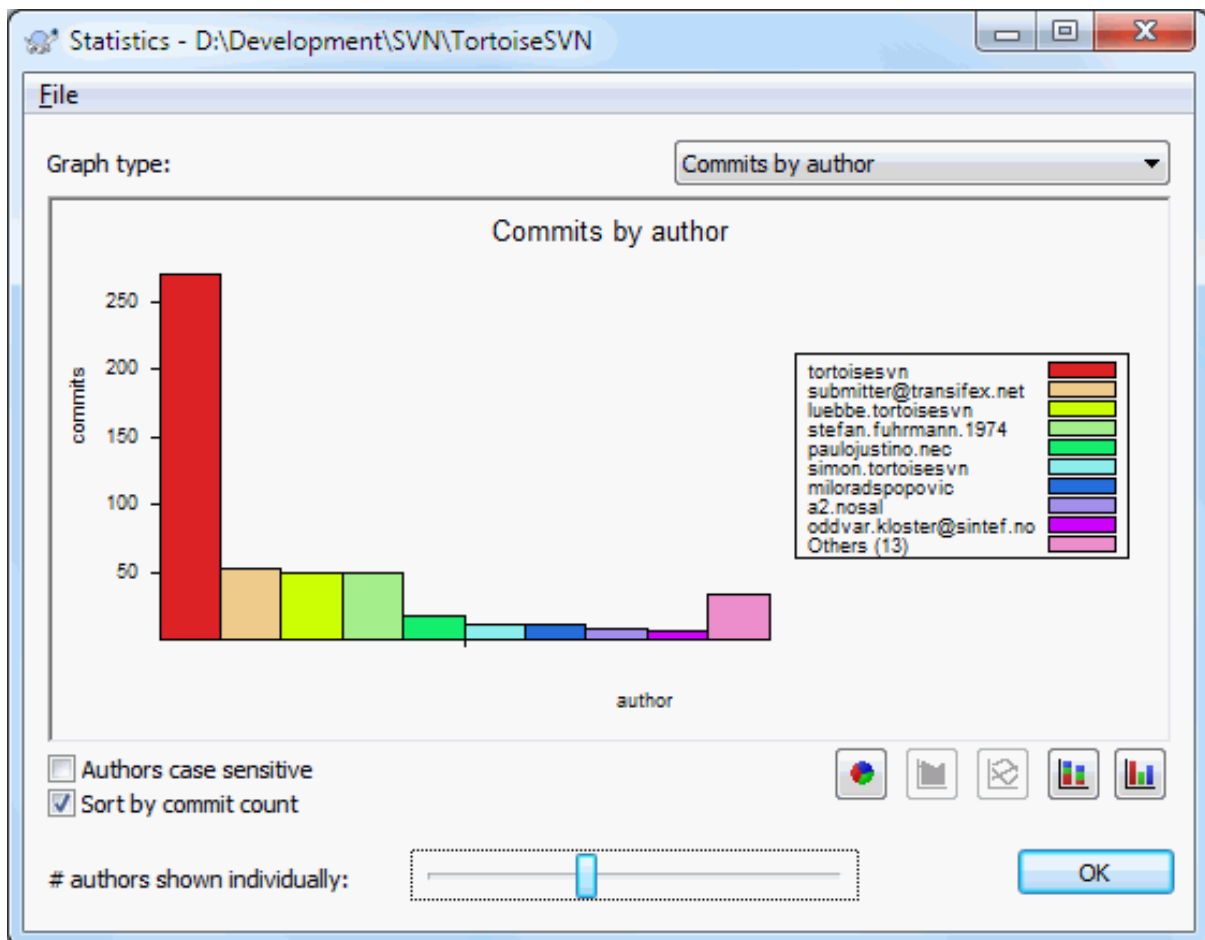 Statistics - D:\Development\SVN\TortoiseSVN
File
Graph type:
Commits by author
Commits by author
250
200
150
100
50
commits
author
tortoisesvn
submitter@transifex.net
luebbe.tortoisesvn
stefan.fuhrmann.1974
paulojustino.nec
simon.tortoisesvn
miloradspopovic
a2.nosal
oddvar.kloster@sintef.no
Others (13)
Authors case sensitive
Sort by commit count
# authors shown individually:
OK